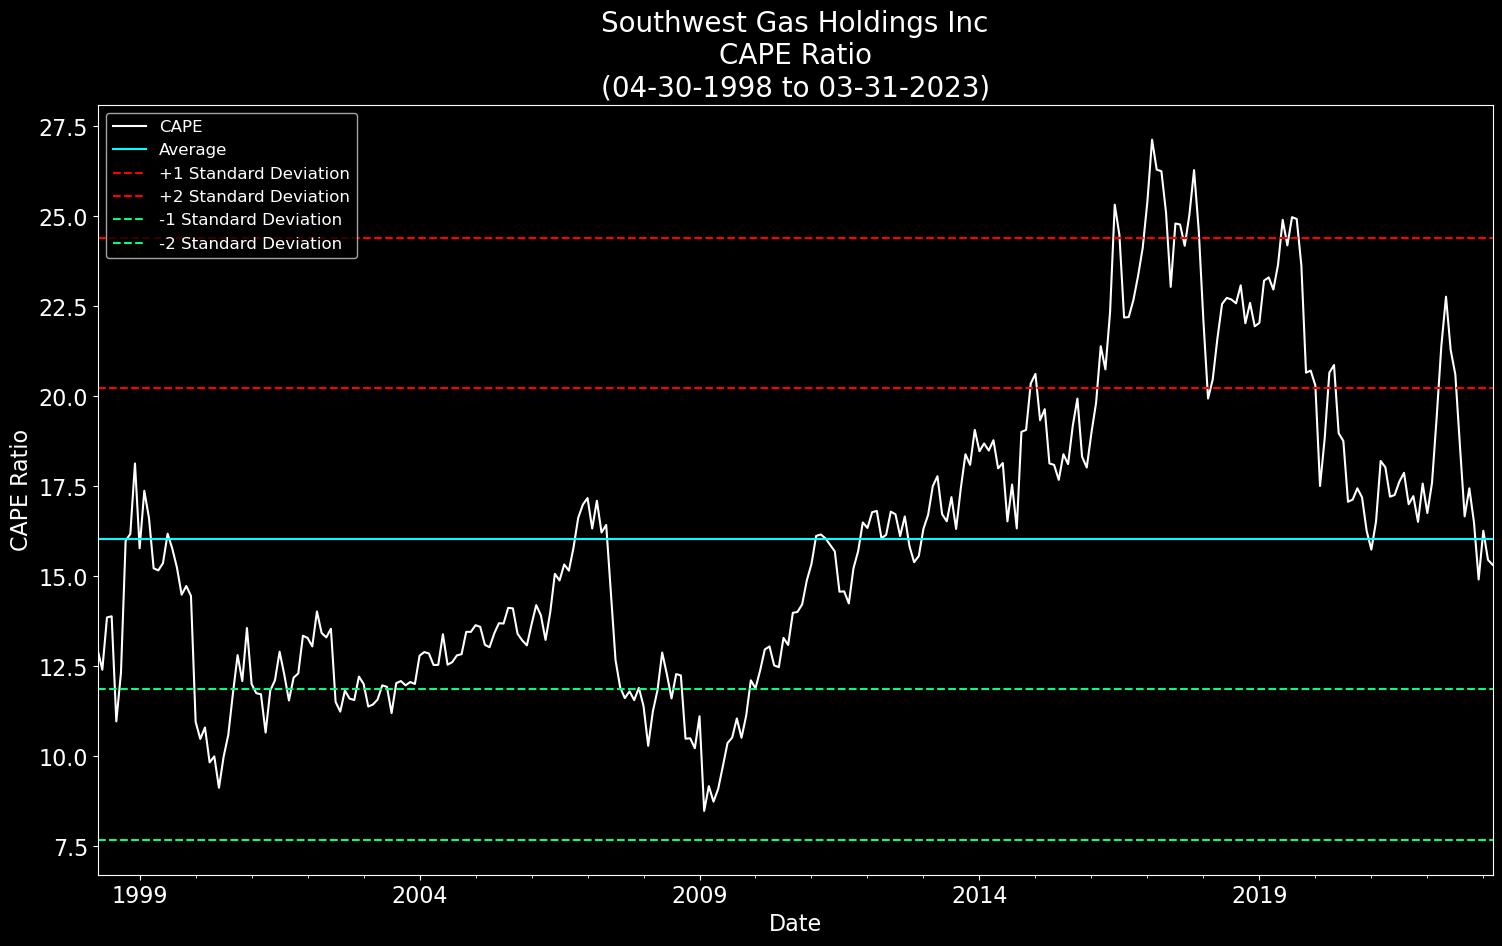 Southwest Gas Holdings Inc
CAPE Ratio
(04-30-1998 to 03-31-2023)
CAPE
Average
+1 Standard Deviation
+2 Standard Deviation
-1 Standard Deviation
-2 Standard Deviation
27.5
25.0
22.5
20.0
17.5
15.0
12.5
10.0
7.5
CAPE Ratio
1999
2004
2009
2014
2019
Date